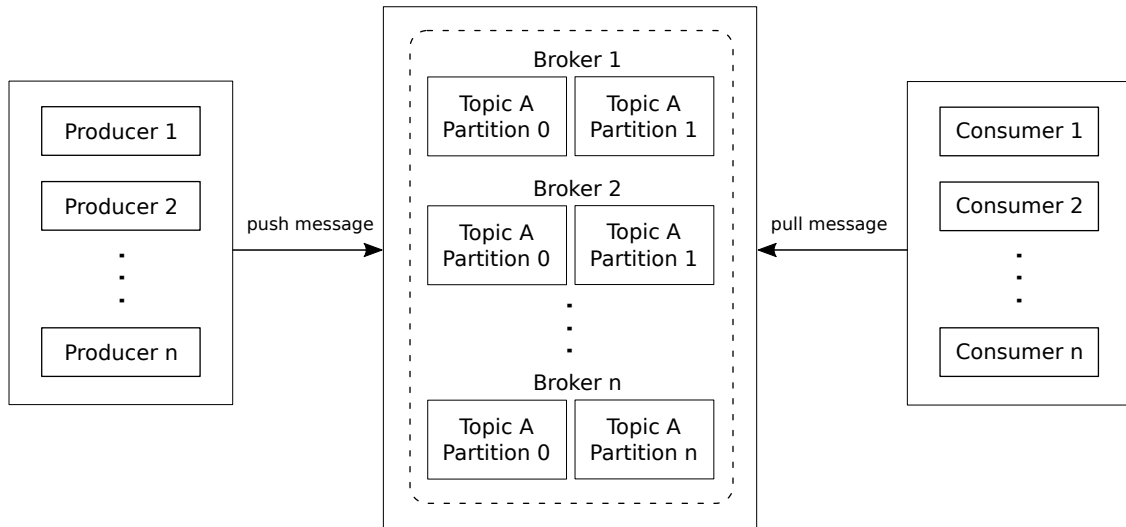 Producer 1
Producer 2
Producer n
push message
Broker 1
Topic A
Partition 0
Topic A
Partition 1
Broker 2
Topic A
Partition 0
Topic A
Partition 1
Broker n
Topic A
Partition 0
Topic A
Partition n
pull message
Consumer 1
Consumer 2
Consumer n